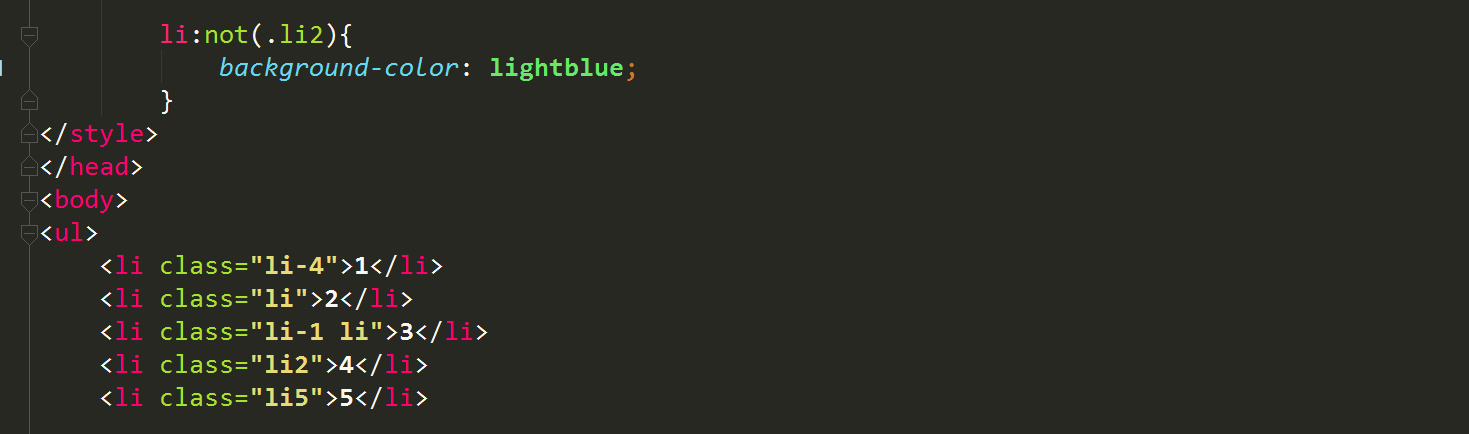 li:not(.li2){
background-color: lightblue;
}
</style>
</head>
<body>
<ul>
<li class="li-4">1</li>
<li class="li">2</li>
<li class="li-1 li">3</li>
<li class="li2">4</li>
<li class="li5">5</li>